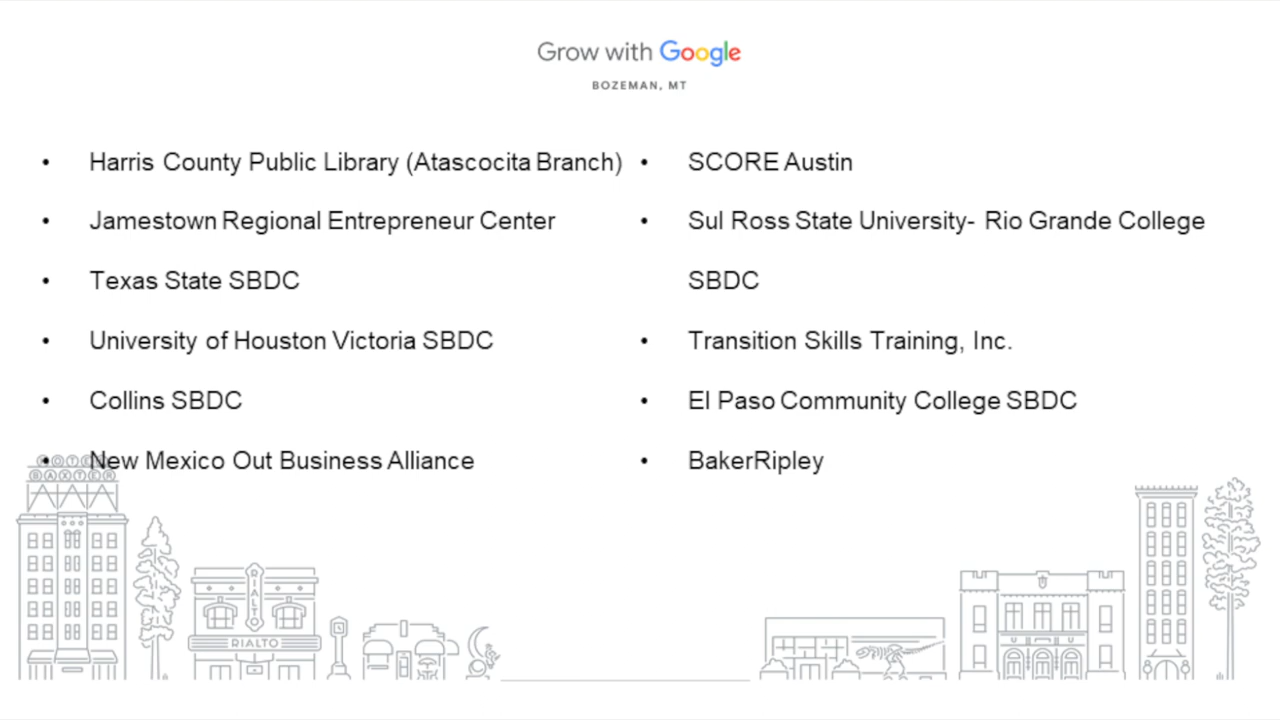 Grow with Google
BOZEMAN, MT
• Harris County Public Library (Atascocita Branch)
• Jamestown Regional Entrepreneur Center
• Texas State SBDC
• University of Houston Victoria SBDC
• Collins SBDC
• New Mexico Out Business Alliance
• SCORE Austin
• Sul Ross State University- Rio Grande College
SBDC
• Transition Skills Training, Inc.
• El Paso Community College SBDC
• BakerRipley
BAXTER
RIALTO
RIALTO